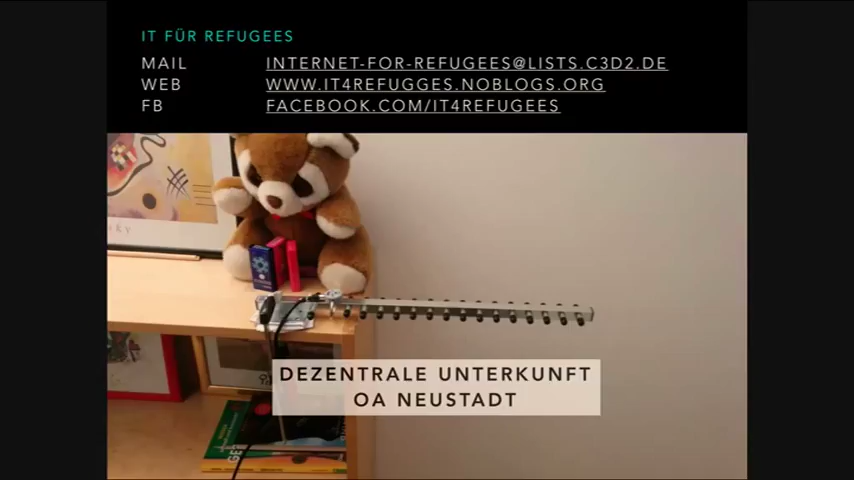 IT FÜR REFUGEES
MAIL INTERNET-FOR-REFUGEES@LISTS.C3D2.DE
WEB WWW.IT4REFUGGES.NOBLOGS.ORG
FB FACEBOOK.COM/IT4REFUGEES
DEZENTRALE UNTERKUNFT
OA NEUSTADT